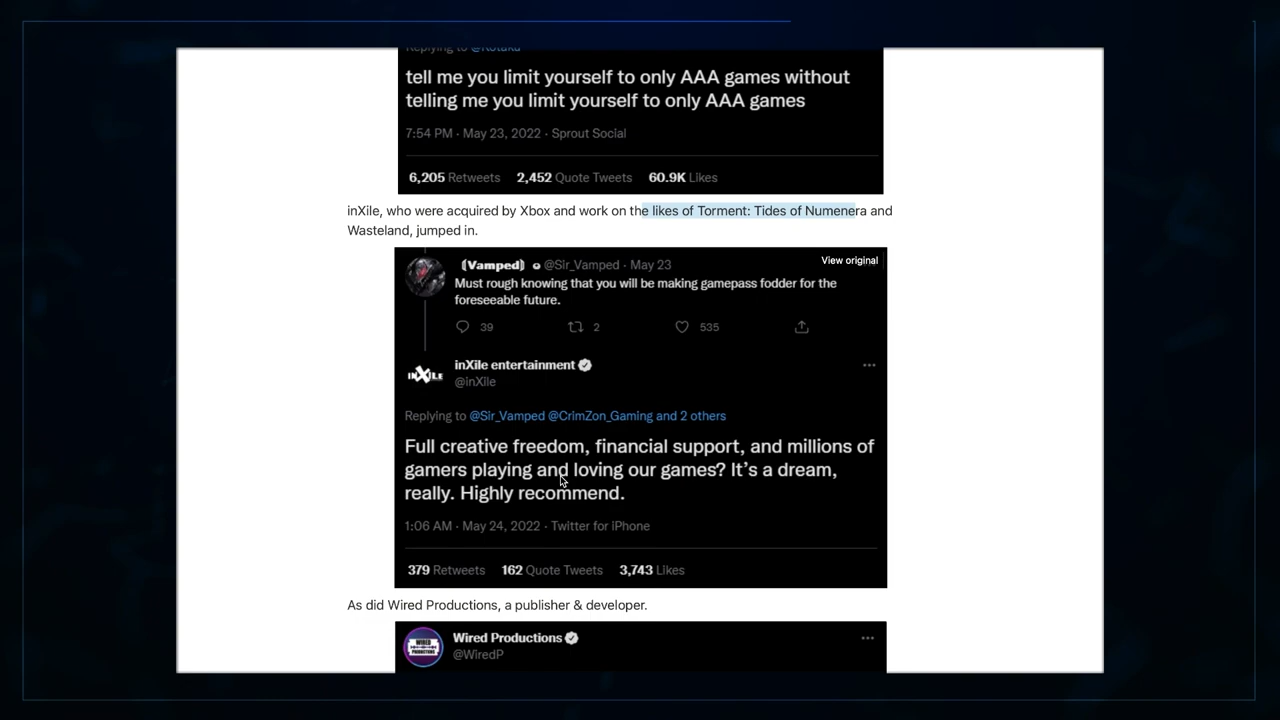 Replying to @Kotaku
tell me you limit yourself to only AAA games without
telling me you limit yourself to only AAA games
7:54 PM · May 23, 2022 · Sprout Social
6,205 Retweets 2,452 Quote Tweets 60.9K Likes
inXile, who were acquired by Xbox and work on the likes of Torment: Tides of Numenera and
Wasteland, jumped in.
(Vamped) @Sir_Vamped · May 23
View original
Must rough knowing that you will be making gamepass fodder for the
foreseeable future.
39 2 535
INXILE
inXile entertainment
@inXile
Replying to @Sir_Vamped @CrimZon_Gaming and 2 others
Full creative freedom, financial support, and millions of
gamers playing and loving our games? It's a dream,
really. Highly recommend.
1:06 AM · May 24, 2022 · Twitter for iPhone
379 Retweets 162 Quote Tweets 3,743 Likes
As did Wired Productions, a publisher & developer.
WIRED
PRODUCTIONS
Wired Productions
@WiredP